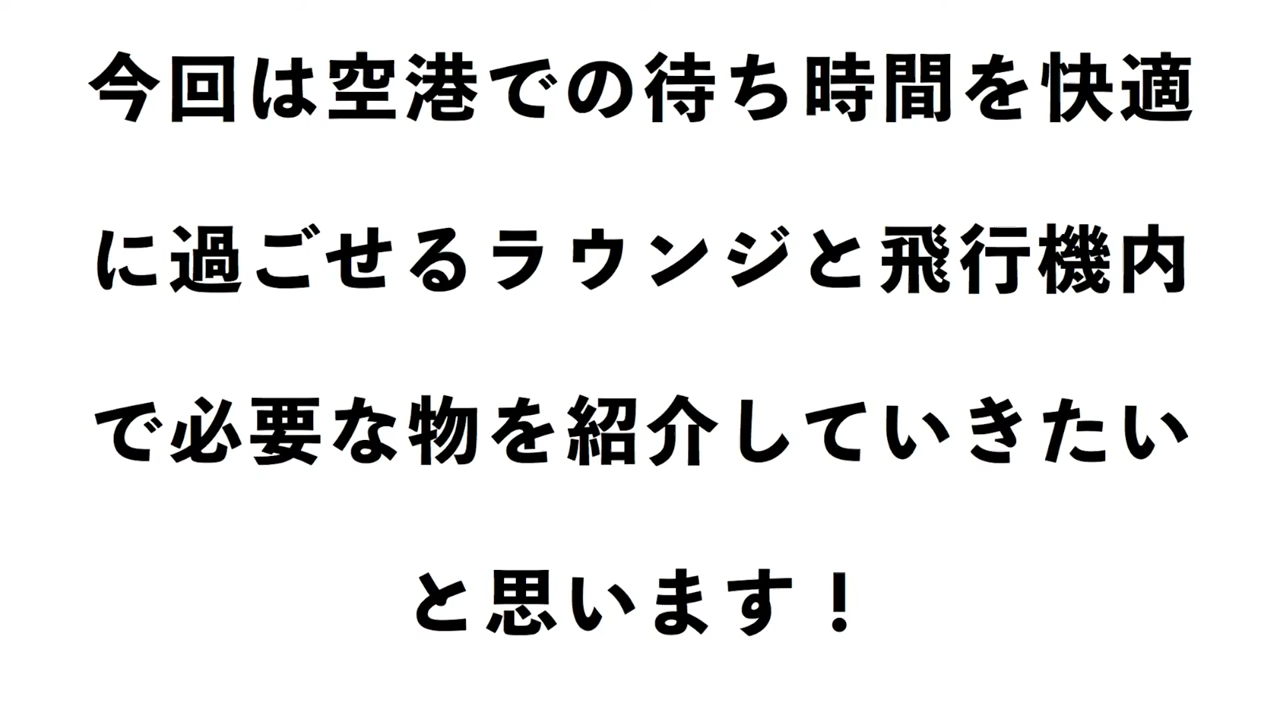 今回は空港での待ち時間を快適
に過ごせるラウンジと飛行機内
で必要な物を紹介していきたい
と思います！